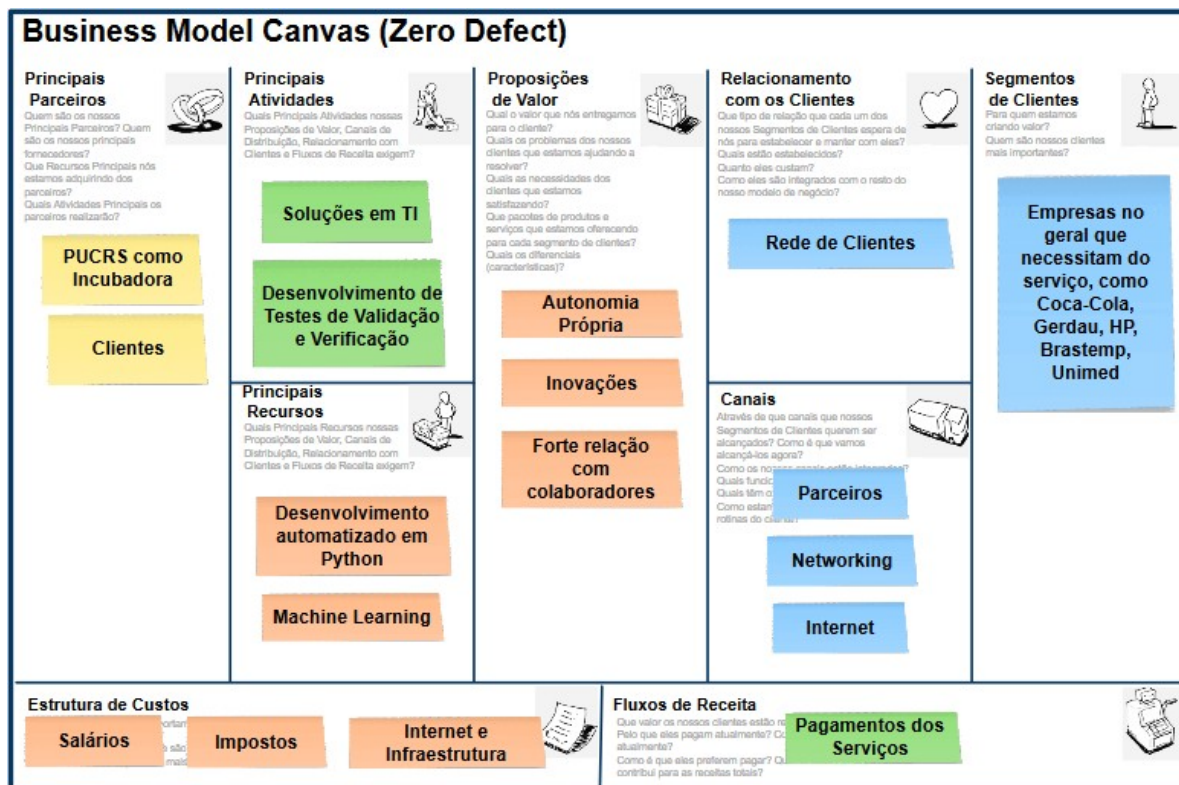 Business Model Canvas (Zero Defect)
Principais
Parceiros
Quem são os nossos
Principais Parceiros? Quem
são os nossos principais
fornecedores?
Que Recursos Principais nós
estamos adquirindo dos
parceiros?
Quais Atividades Principais os
parceiros realizarão?
PUCRS como
Incubadora
Clientes
Principais
Atividades
Quais Principais Atividades nossas
Proposições de Valor, Canais de
Distribuição, Relacionamento com
Clientes e Fluxos de Receita exigem?
Soluções em TI
Desenvolvimento de
Testes de Validação
e Verificação
Principais
Recursos
Quais Principais Recursos nossas
Proposições de Valor, Canais de
Distribuição, Relacionamento com
Clientes e Fluxos de Receita exigem?
Desenvolvimento
automatizado em
Python
Machine Learning
Proposições
de Valor
Qual o valor que nós entregamos
para o cliente?
Quais os problemas dos nossos
clientes que estamos ajudando a
resolver?
Quais as necessidades dos
clientes que estamos
satisfazendo?
Que pacotes de produtos e
serviços que estamos oferecendo
para cada segmento de clientes?
Quais os diferenciais
(características)?
Autonomia
Própria
Inovações
Forte relação
com
colaboradores
Relacionamento
com os Clientes
Que tipo de relação que cada um dos
nossos Segmentos de Clientes espera de
nós para estabelecer e manter com eles?
Quais estão estabelecidos?
Quanto eles custam?
Como eles são integrados com o resto do
nosso modelo de negócio?
Rede de Clientes
Canais
Através de que canais que nossos
Segmentos de Clientes querem ser
alcançados? Como é que vamos
alcançá-los agora?
Como os nossos canais estão integrados?
Quais
Quais têm
Como
rotinas do cliente?
Parceiros
Networking
Internet
Segmentos
de Clientes
Para quem estamos
criando valor?
Quem são nossos clientes
mais importantes?
Empresas no
geral que
necessitam do
serviço, como
Coca-Cola,
Gerdau, HP,
Brastemp,
Unimed
Estrutura de Custos
Salários
Impostos
Internet e
Infraestrutura
Fluxos de Receita
Que valor os nossos clientes estão
Pelo que eles pagam atualmente?
atualmente?
Como é que eles preferem pagar?
contribui para as receitas totais?
Pagamentos dos
Serviços